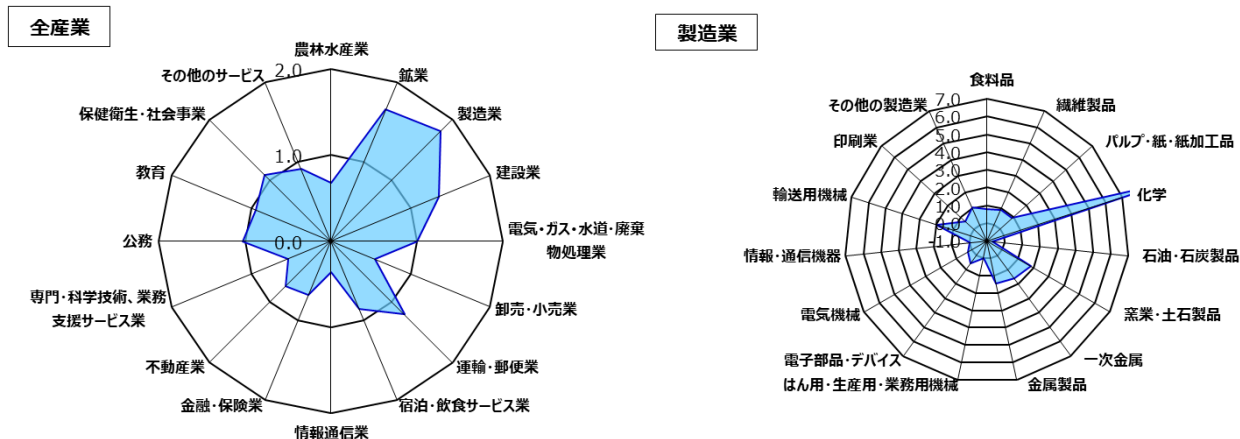 全産業
農林水産業
鉱業
製造業
建設業
電気・ガス・水道・廃棄
物処理業
卸売・小売業
運輸・郵便業
宿泊・飲食サービス業
情報通信業
金融・保険業
不動産業
専門・科学技術、業務
支援サービス業
公務
教育
保健衛生・社会事業
その他のサービス
2.0
1.0
0.0
製造業
食料品
繊維製品
パルプ・紙・紙加工品
化学
石油・石炭製品
窯業・土石製品
一次金属
金属製品
はん用・生産用・業務用機械
電子部品・デバイス
電気機械
情報・通信機器
輸送用機械
印刷業
その他の製造業
7.0
6.0
5.0
4.0
3.0
2.0
1.0
0.0
-1.0